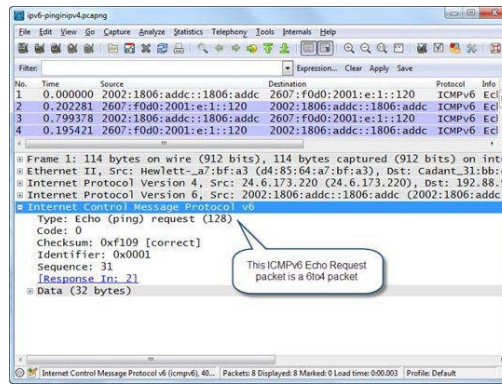 ipv6-pinginipv4.pcapng
File Edit View Go Capture Analyze Statistics Telephony Tools Internals Help
Filter: Expression... Clear Apply Save
No. Time Source Destination Protocol Info
1 0.000000 2002:1806:addc::1806:addc 2607:f0d0:2001:e:1::120 ICMPv6 Ecl
2 0.202281 2607:f0d0:2001:e:1::120 2002:1806:addc::1806:addc ICMPv6 Ecl
3 0.799378 2002:1806:addc::1806:addc 2607:f0d0:2001:e:1::120 ICMPv6 Ecl
4 0.195421 2607:f0d0:2001:e:1::120 2002:1806:addc::1806:addc ICMPv6 Ecl
Frame 1: 114 bytes on wire (912 bits), 114 bytes captured (912 bits) on int
Ethernet II, Src: Hewlett-_a7:bf:a3 (d4:85:64:a7:bf:a3), Dst: Cadant_31:bb:
Internet Protocol Version 4, Src: 24.6.173.220 (24.6.173.220), Dst: 192.88.
Internet Protocol Version 6, Src: 2002:1806:addc::1806:addc (2002:1806:addc
Internet Control Message Protocol v6
Type: Echo (ping) request (128)
Code: 0
Checksum: 0xf109 [correct]
Identifier: 0x0001
Sequence: 31
[Response In: 2]
Data (32 bytes)
This ICMPv6 Echo Request
packet is a 6to4 packet
Internet Control Message Protocol v6 (icmpv6), 40... Packets: 8 Displayed: 8 Marked: 0 Load time: 0:00.003 Profile: Default